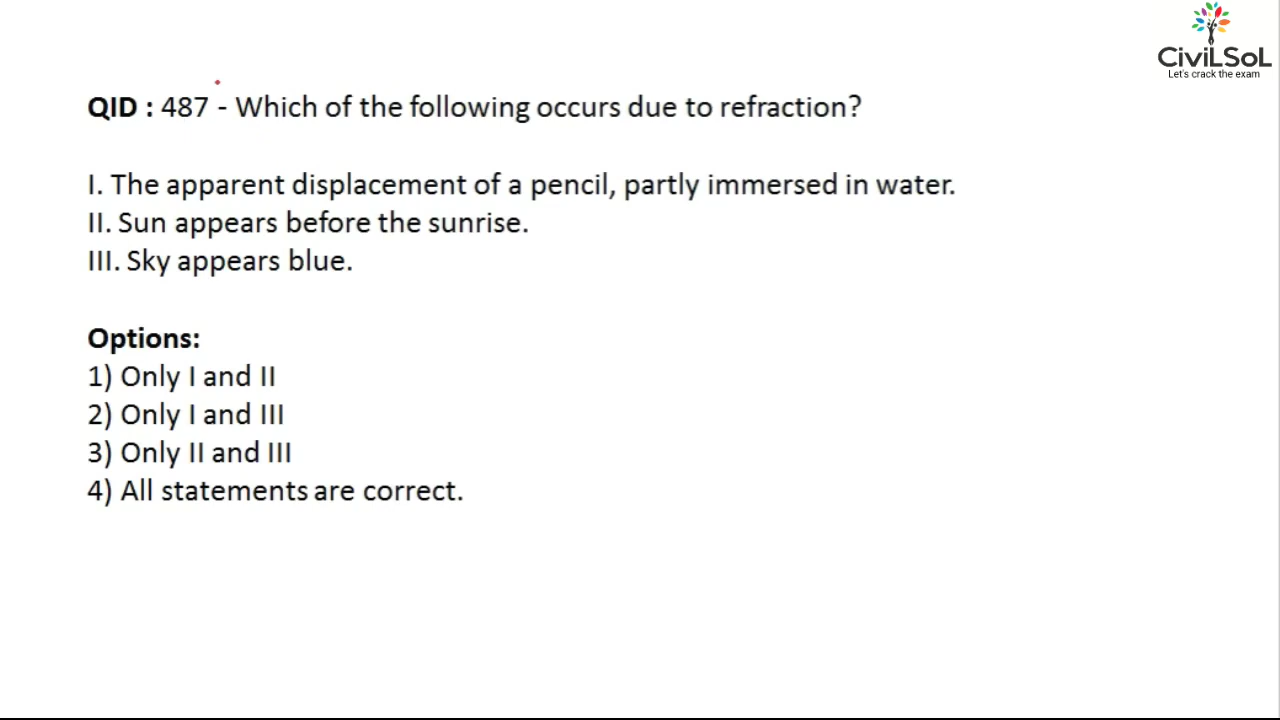 CiviLSoL
Let's crack the exam
QID : 487 - Which of the following occurs due to refraction?
I. The apparent displacement of a pencil, partly immersed in water.
II. Sun appears before the sunrise.
III. Sky appears blue.
Options:
1) Only I and II
2) Only I and III
3) Only II and III
4) All statements are correct.